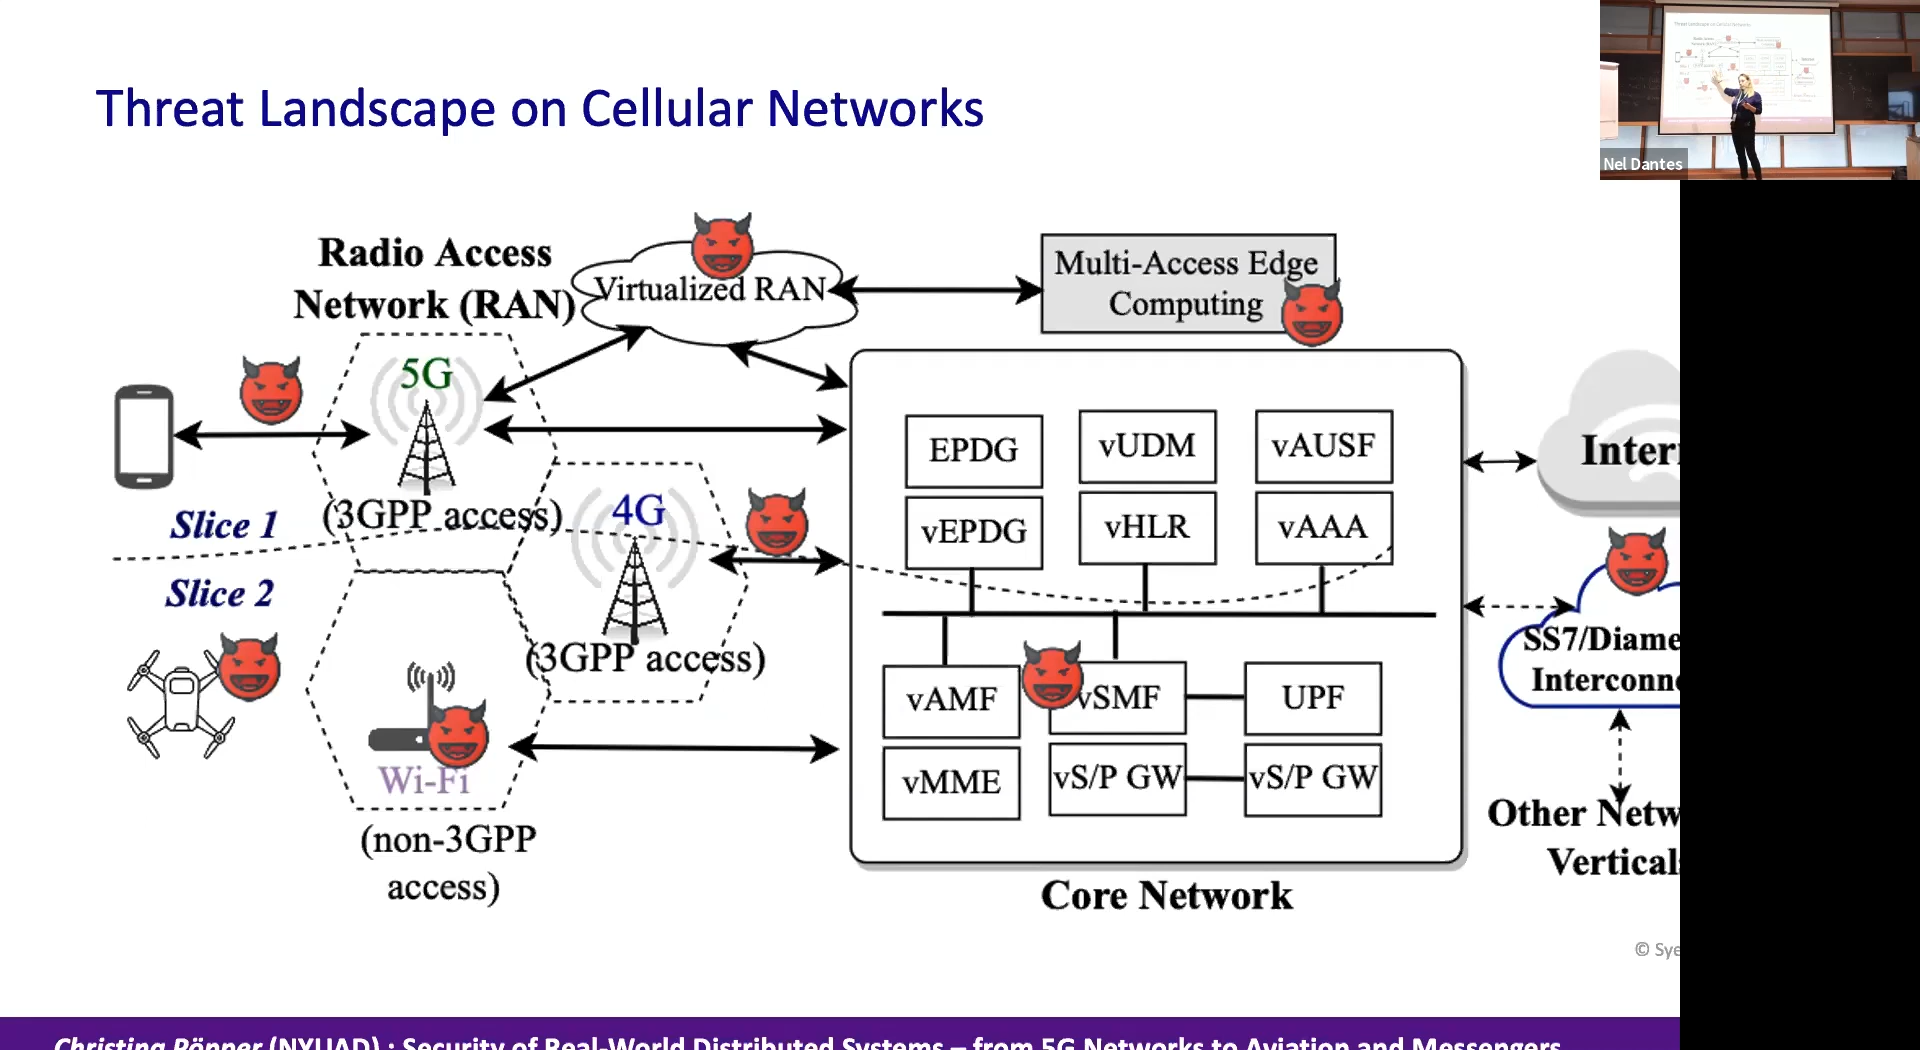 Threat Landscape on Cellular Networks
Nel Dantes
Radio Access
Network (RAN)
Virtualized RAN
Multi-Access Edge
Computing
5G
(3GPP access)
4G
(3GPP access)
Slice 1
Slice 2
Wi-Fi
(non-3GPP
access)
EPDG
vUDM
vAUSF
vEPDG
vHLR
vAAA
vAMF
vSMF
UPF
vMME
vS/P GW
vS/P GW
Core Network
Inter
SS7/Diame
Interconn
Other Netw
Vertical
© Sye
Christina Pöpper (NYUAD) : Security of Real-World Distributed Systems – from 5G Networks to Aviation and Messengers